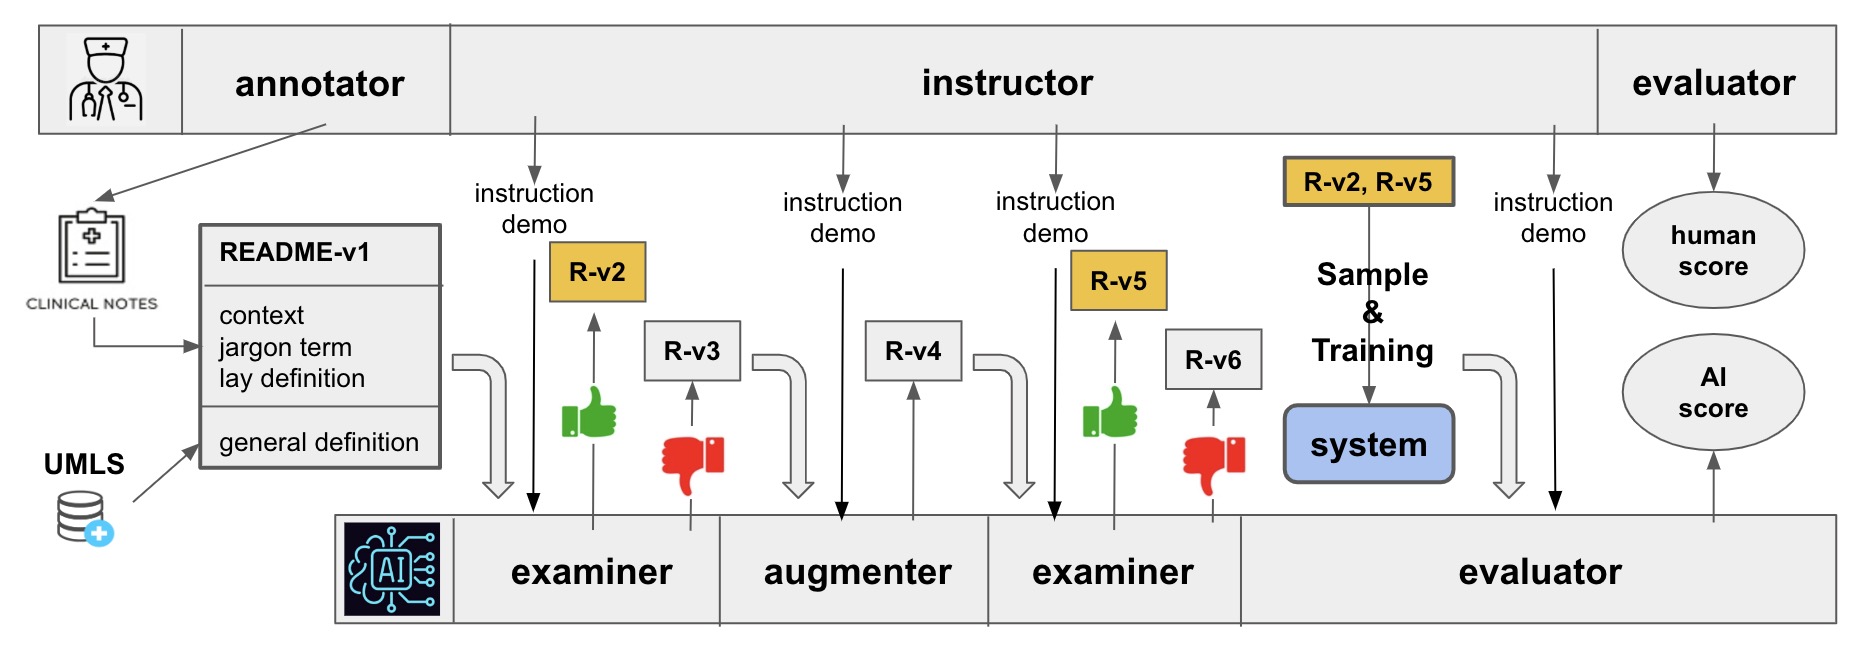 annotator
instructor
evaluator
instruction
demo
instruction
demo
instruction
demo
R-v2, R-v5
instruction
demo
human
score
CLINICAL NOTES
README-v1
context
jargon term
lay definition
general definition
UMLS
R-v2
R-v3
R-v4
R-v5
R-v6
Sample
&
Training
system
AI
score
AI
examiner
augmenter
examiner
evaluator